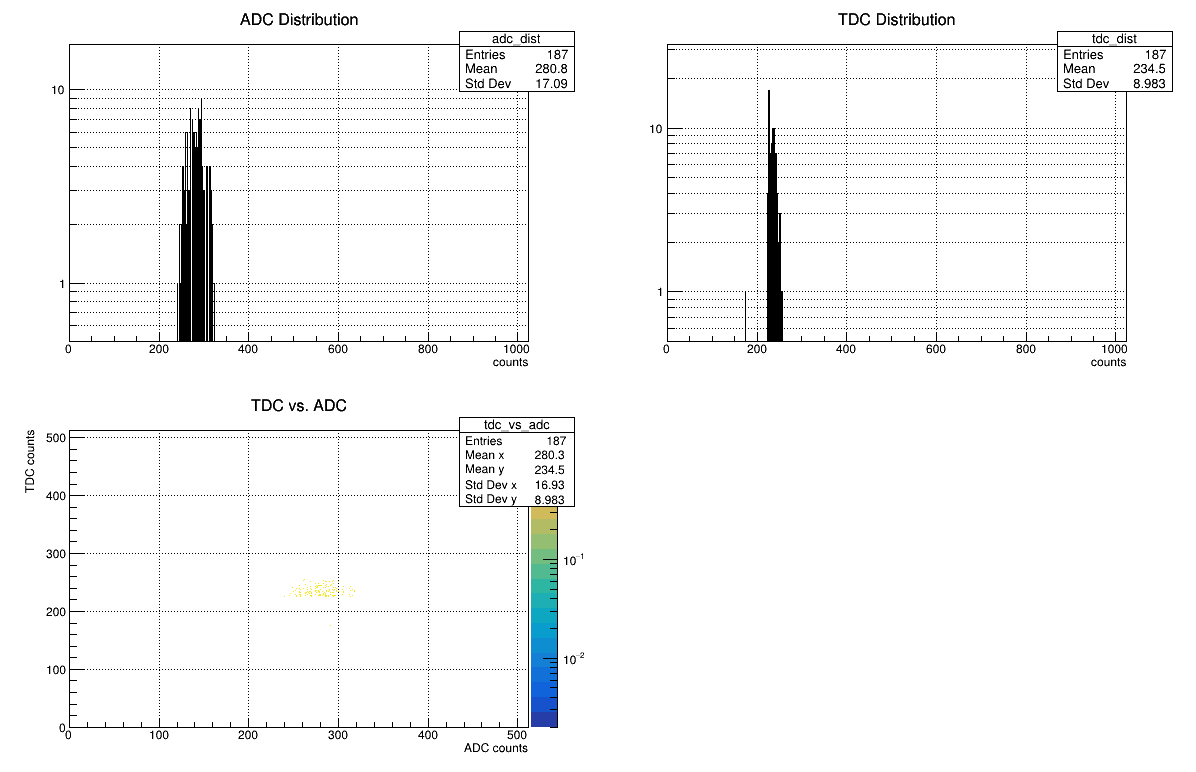 ADC Distribution
adc_dist
Entries 187
Mean 280.8
Std Dev 17.09
10
1
0 200 400 600 800 1000
counts
TDC Distribution
tdc_dist
Entries 187
Mean 234.5
Std Dev 8.983
10
1
0 200 400 600 800 1000
counts
TDC vs. ADC
tdc_vs_adc
Entries 187
Mean x 280.3
Mean y 234.5
Std Dev x 16.93
Std Dev y 8.983
TDC counts
500
400
300
200
100
0
0 100 200 300 400 500
ADC counts
10⁻¹
10⁻²